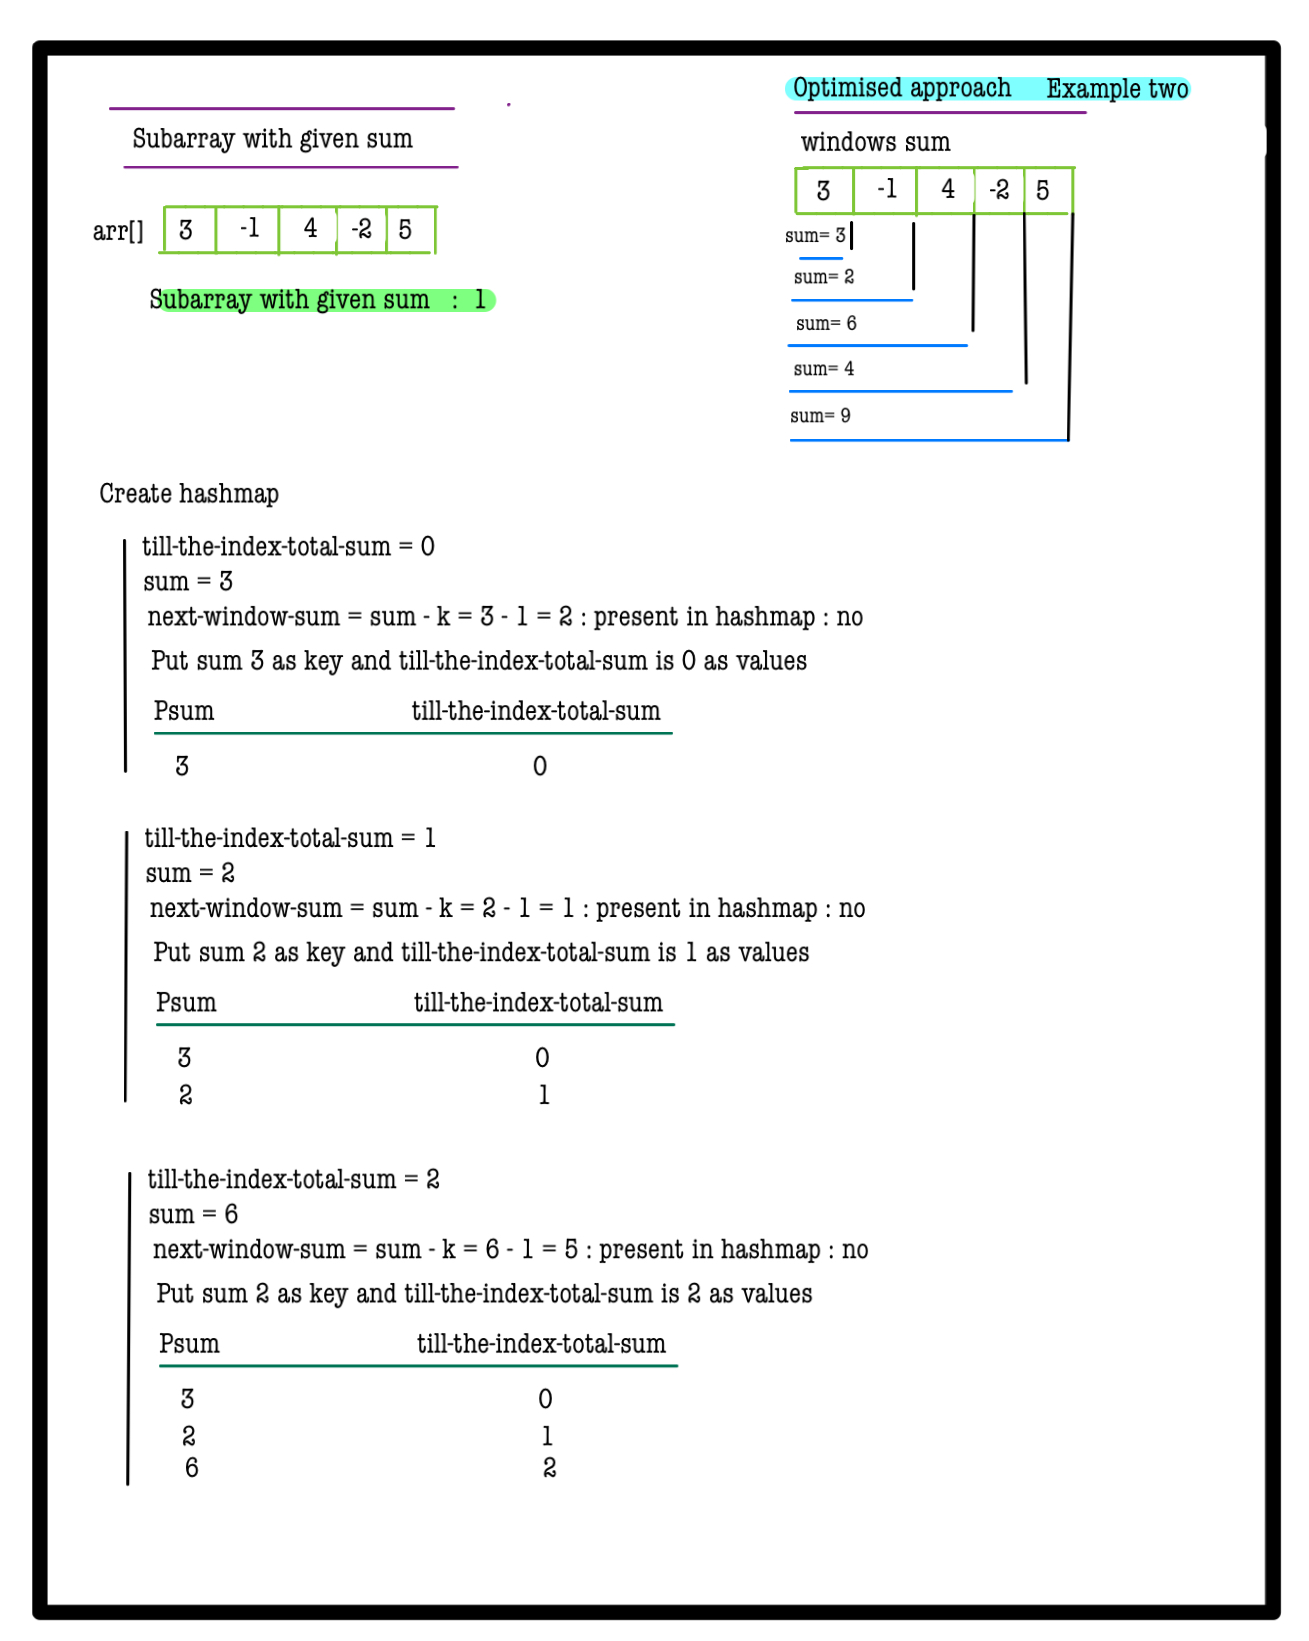 Subarray with given sum
arr[] 3 -1 4 -2 5
Subarray with given sum : 1
Optimised approach Example two
windows sum
3 -1 4 -2 5
sum= 3
sum= 2
sum= 6
sum= 4
sum= 9
Create hashmap
till-the-index-total-sum = 0
sum = 3
next-window-sum = sum - k = 3 - 1 = 2 : present in hashmap : no
Put sum 3 as key and till-the-index-total-sum is 0 as values
Psum till-the-index-total-sum
3 0
till-the-index-total-sum = 1
sum = 2
next-window-sum = sum - k = 2 - 1 = 1 : present in hashmap : no
Put sum 2 as key and till-the-index-total-sum is 1 as values
Psum till-the-index-total-sum
3 0
2 1
till-the-index-total-sum = 2
sum = 6
next-window-sum = sum - k = 6 - 1 = 5 : present in hashmap : no
Put sum 2 as key and till-the-index-total-sum is 2 as values
Psum till-the-index-total-sum
3 0
2 1
6 2